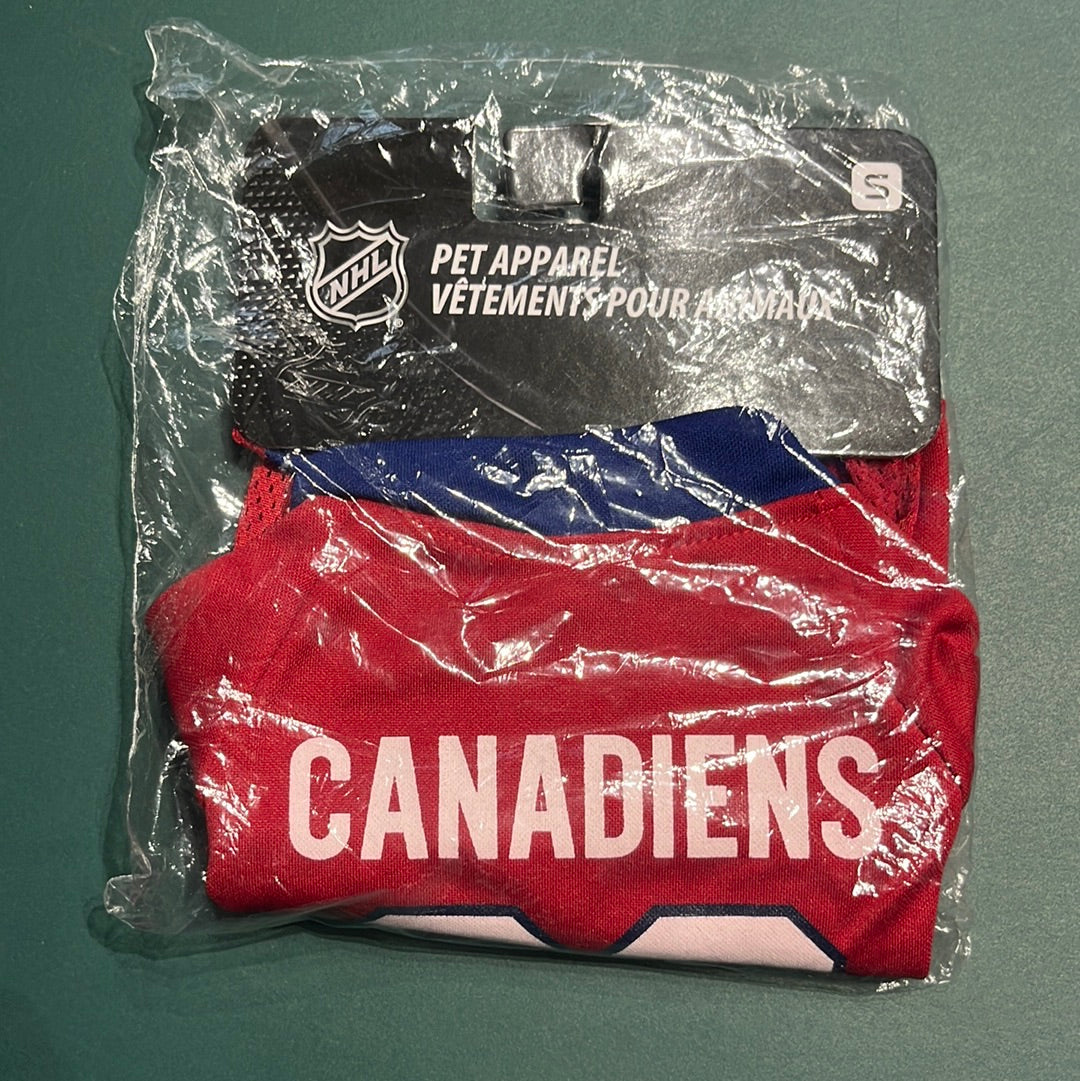 S
NHL
®
PET APPAREL
VÊTEMENTS POUR ANIMAUX
CANADIENS